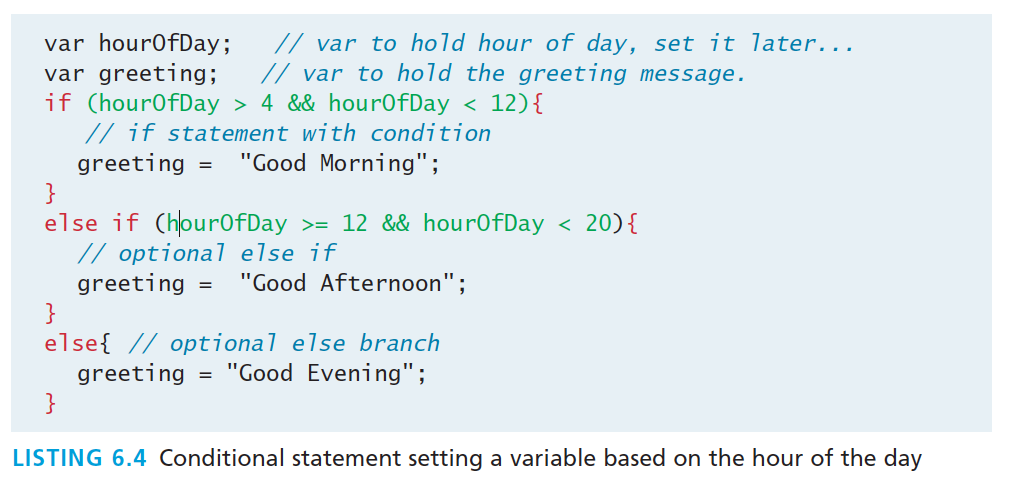 var hourOfDay;   // var to hold hour of day, set it later...
var greeting;   // var to hold the greeting message.
if (hourOfDay > 4 && hourOfDay < 12){
   // if statement with condition
   greeting =  "Good Morning";
}
else if (hourOfDay >= 12 && hourOfDay < 20){
   // optional else if
   greeting =  "Good Afternoon";
}
else{ // optional else branch
   greeting = "Good Evening";
}
LISTING 6.4 Conditional statement setting a variable based on the hour of the day